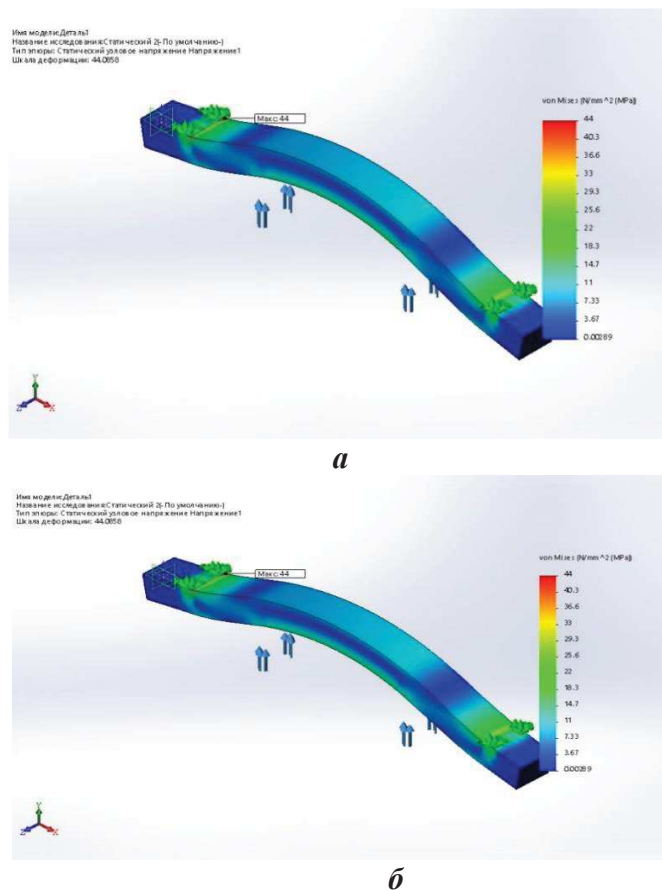 Имя модели:Деталь1
Название исследования:Статический 2(-По умолчанию-)
Тип эпюры: Статический узловое напряжение Напряжение1
Шкала деформации: 44.0858
Макс: 44
von Mises (N/mm^2 (MPa))
44
40.3
36.6
33
29.3
25.6
22
18.3
14.7
11
7.33
3.67
0.00289
Y
Z
X
а
Имя модели:Деталь1
Название исследования:Статический 2(-По умолчанию-)
Тип эпюры: Статический узловое напряжение Напряжение1
Шкала деформации: 44.0858
Макс: 44
von Mises (N/mm^2 (MPa))
44
40.3
36.6
33
29.3
25.6
22
18.3
14.7
11
7.33
3.67
0.00289
Y
Z
X
б